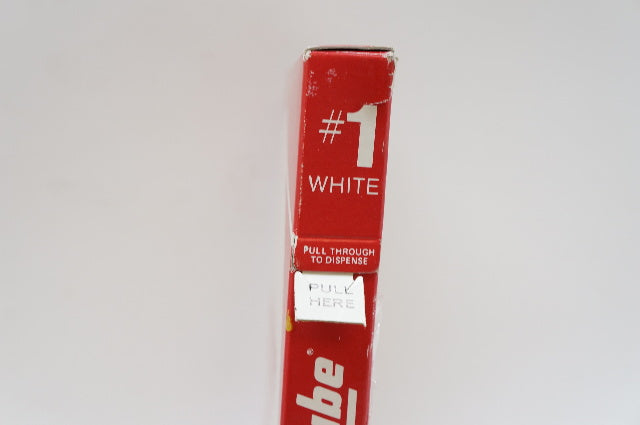 #1
WHITE
PULL THROUGH
TO DISPENSE
PULL
HERE